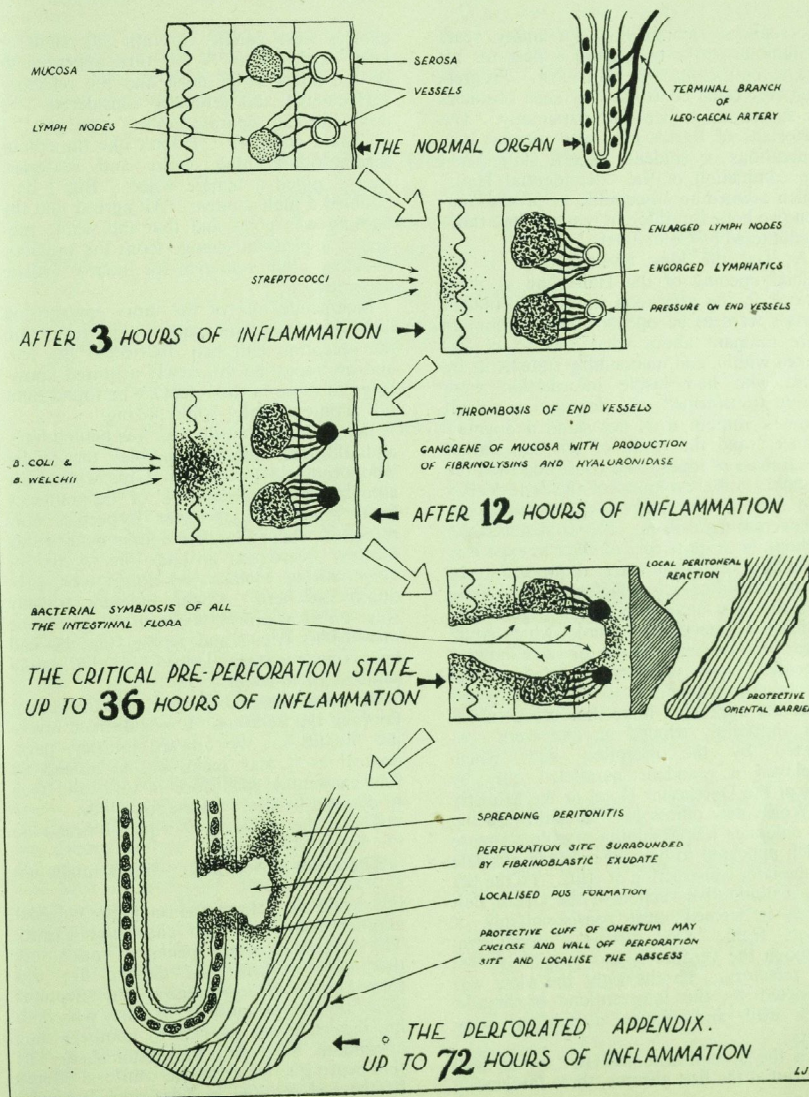 MUCOSA
LYMPH NODES
SEROSA
VESSELS
THE NORMAL ORGAN
TERMINAL BRANCH
OF
ILEO-CAECAL ARTERY
STREPTOCOCCI
ENLARGED LYMPH NODES
ENGORGED LYMPHATICS
PRESSURE ON END VESSELS
AFTER 3 HOURS OF INFLAMMATION
B. COLI &
B. WELCHII
THROMBOSIS OF END VESSELS
GANGRENE OF MUCOSA WITH PRODUCTION
OF FIBRINOLYSINS AND HYALURONIDASE
AFTER 12 HOURS OF INFLAMMATION
BACTERIAL SYMBIOSIS OF ALL
THE INTESTINAL FLORA
LOCAL PERITONEAL
REACTION
THE CRITICAL PRE-PERFORATION STATE
UP TO 36 HOURS OF INFLAMMATION
PROTECTIVE
OMENTAL BARRIER
SPREADING PERITONITIS
PERFORATION SITE SURROUNDED
BY FIBRINOBLASTIC EXUDATE
LOCALISED PUS FORMATION
PROTECTIVE CUFF OF OMENTUM MAY
ENCLOSE AND WALL OFF PERFORATION
SITE AND LOCALISE THE ABSCESS
THE PERFORATED APPENDIX.
UP TO 72 HOURS OF INFLAMMATION